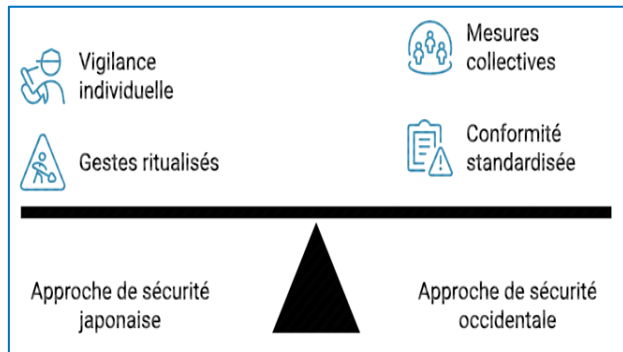 Vigilance
individuelle
Gestes ritualisés
Mesures
collectives
Conformité
standardisée
Approche de sécurité
japonaise
Approche de sécurité
occidentale